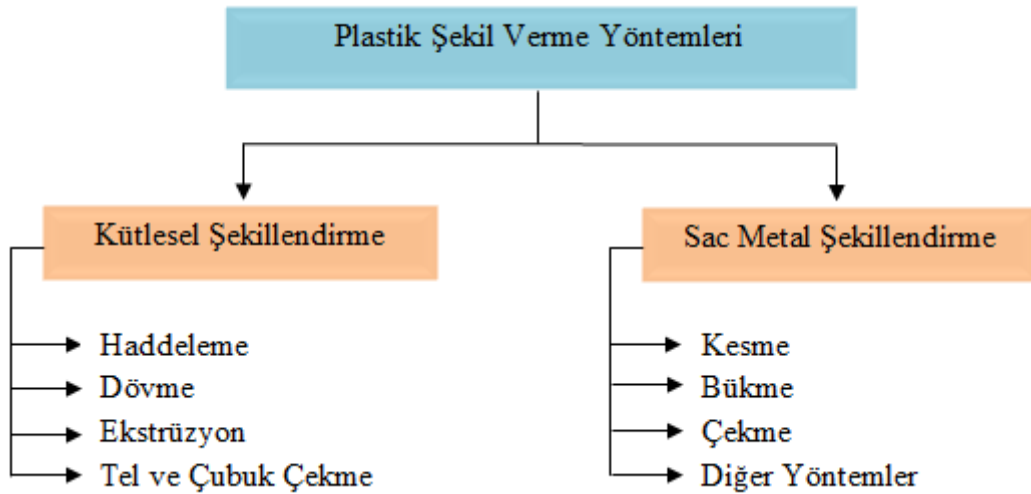 Plastik Şekil Verme Yöntemleri
Kütlesel Şekillendirme
Haddeleme
Dövme
Ekstrüzyon
Tel ve Çubuk Çekme
Sac Metal Şekillendirme
Kesme
Bükme
Çekme
Diğer Yöntemler